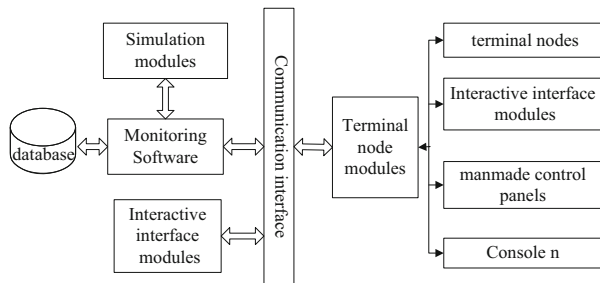 Simulation
modules
database
Monitoring
Software
Interactive
interface
modules
Communication interface
Terminal
node
modules
terminal nodes
Interactive interface
modules
manmade control
panels
Console n